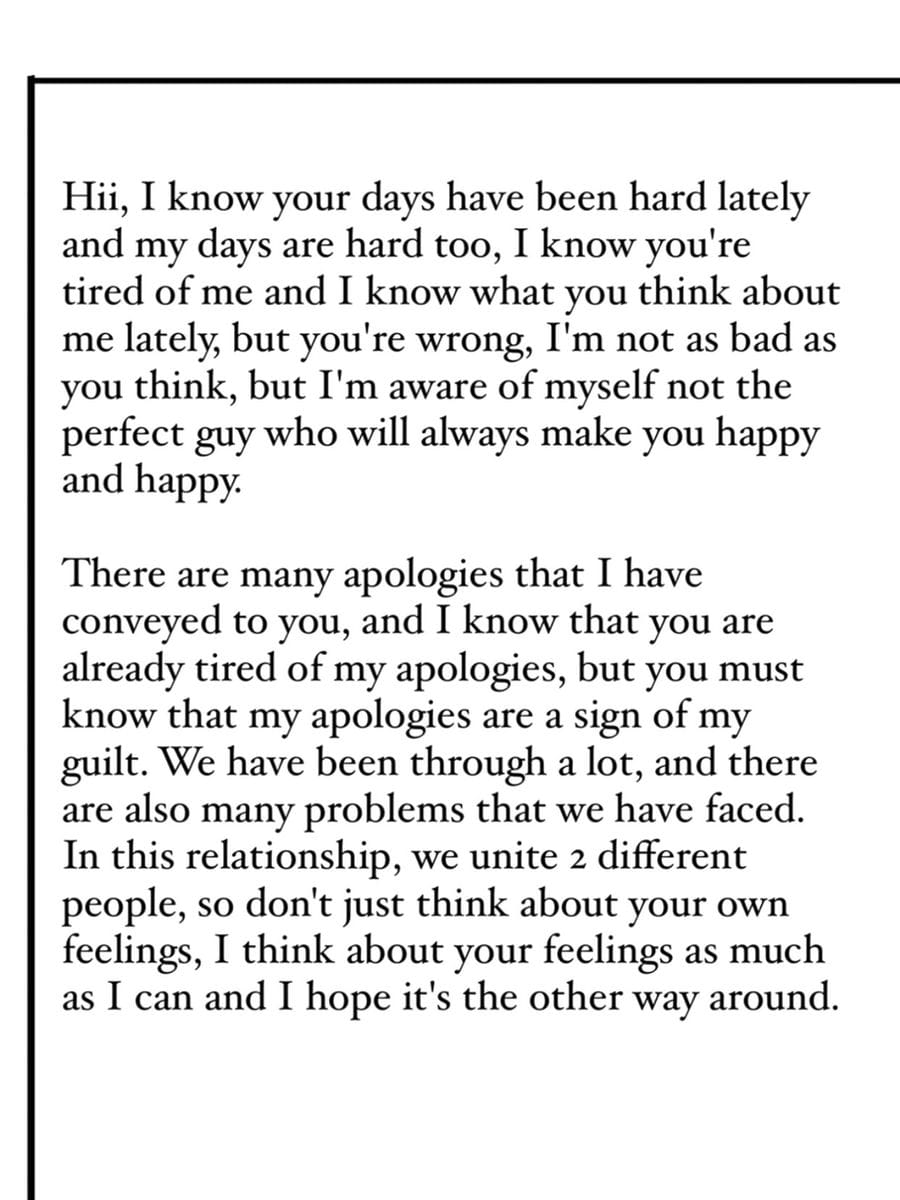 Hii, I know your days have been hard lately
and my days are hard too, I know you're
tired of me and I know what you think about
me lately, but you're wrong, I'm not as bad as
you think, but I'm aware of myself not the
perfect guy who will always make you happy
and happy.
There are many apologies that I have
conveyed to you, and I know that you are
already tired of my apologies, but you must
know that my apologies are a sign of my
guilt. We have been through a lot, and there
are also many problems that we have faced.
In this relationship, we unite 2 different
people, so don't just think about your own
feelings, I think about your feelings as much
as I can and I hope it's the other way around.